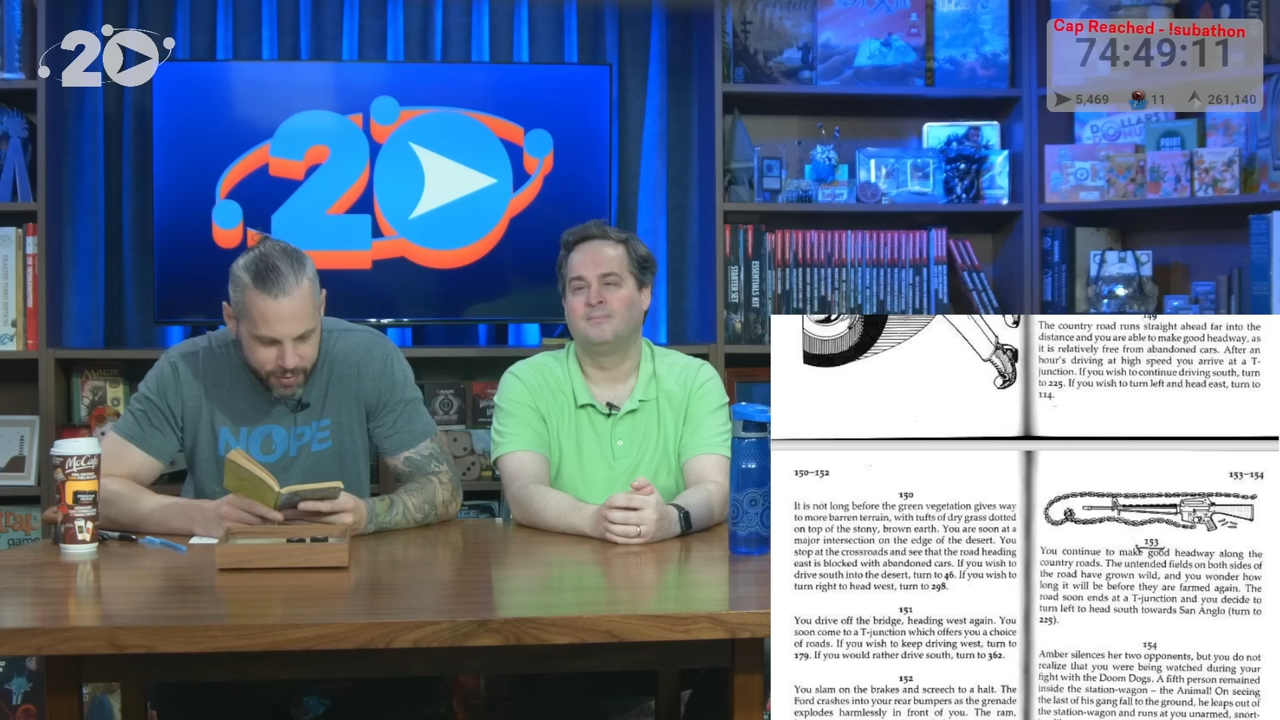 20
Cap Reached - !subathon
74:49:11
5,469
11
261,140
20
STARTER SET
ESSENTIALS KIT
MAGIC
NOPE
McCafé
game
149
The country road runs straight ahead far into the
distance and you are able to make good headway, as
it is relatively free from abandoned cars. After an
hour's driving at high speed you arrive at a T-
junction. If you wish to continue driving south, turn
to 225. If you wish to turn left and head east, turn to
114.
150–152
150
It is not long before the green vegetation gives way
to more barren terrain, with tufts of dry grass dotted
on top of the stony, brown earth. You are soon at a
major intersection on the edge of the desert. You
stop at the crossroads and see that the road heading
east is blocked with abandoned cars. If you wish to
drive south into the desert, turn to 46. If you wish to
turn right to head west, turn to 298.
151
You drive off the bridge, heading west again. You
soon come to a T-junction which offers you a choice
of roads. If you wish to keep driving west, turn to
179. If you would rather drive south, turn to 362.
152
You slam on the brakes and screech to a halt. The
Ford crashes into your rear bumpers as the grenade
explodes harmlessly in front of you. The ram,
153–154
153
You continue to make good headway along the
country roads. The untended fields on both sides of
the road have grown wild, and you wonder how
long it will be before they are farmed again. The
road soon ends at a T-junction and you decide to
turn left to head south towards San Anglo (turn to
225).
154
Amber silences her two opponents, but you do not
realize that you were being watched during your
fight with the Doom Dogs. A fifth person remained
inside the station-wagon – the Animal! On seeing
the last of his gang fall to the ground, he leaps out of
the station-wagon and runs at you unarmed, snort-